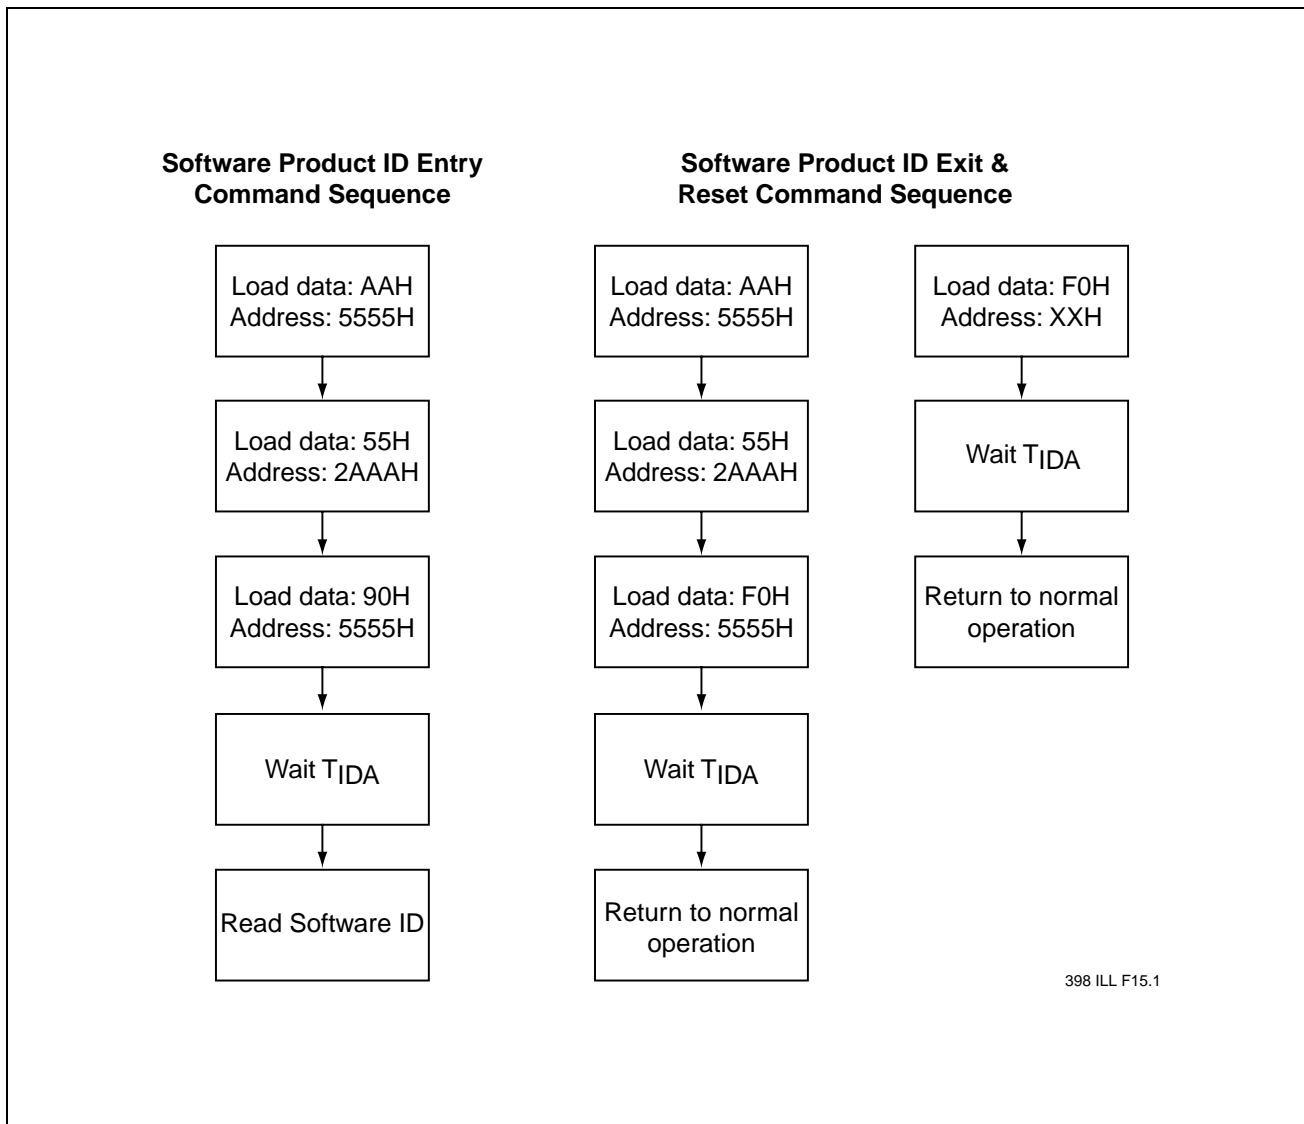 Software Product ID Entry
Command Sequence
Load data: AAH
Address: 5555H
Load data: 55H
Address: 2AAAH
Load data: 90H
Address: 5555H
Wait TIDA
Read Software ID
Software Product ID Exit &
Reset Command Sequence
Load data: AAH
Address: 5555H
Load data: 55H
Address: 2AAAH
Load data: F0H
Address: 5555H
Wait TIDA
Return to normal
operation
Load data: F0H
Address: XXH
Wait TIDA
Return to normal
operation
398 ILL F15.1